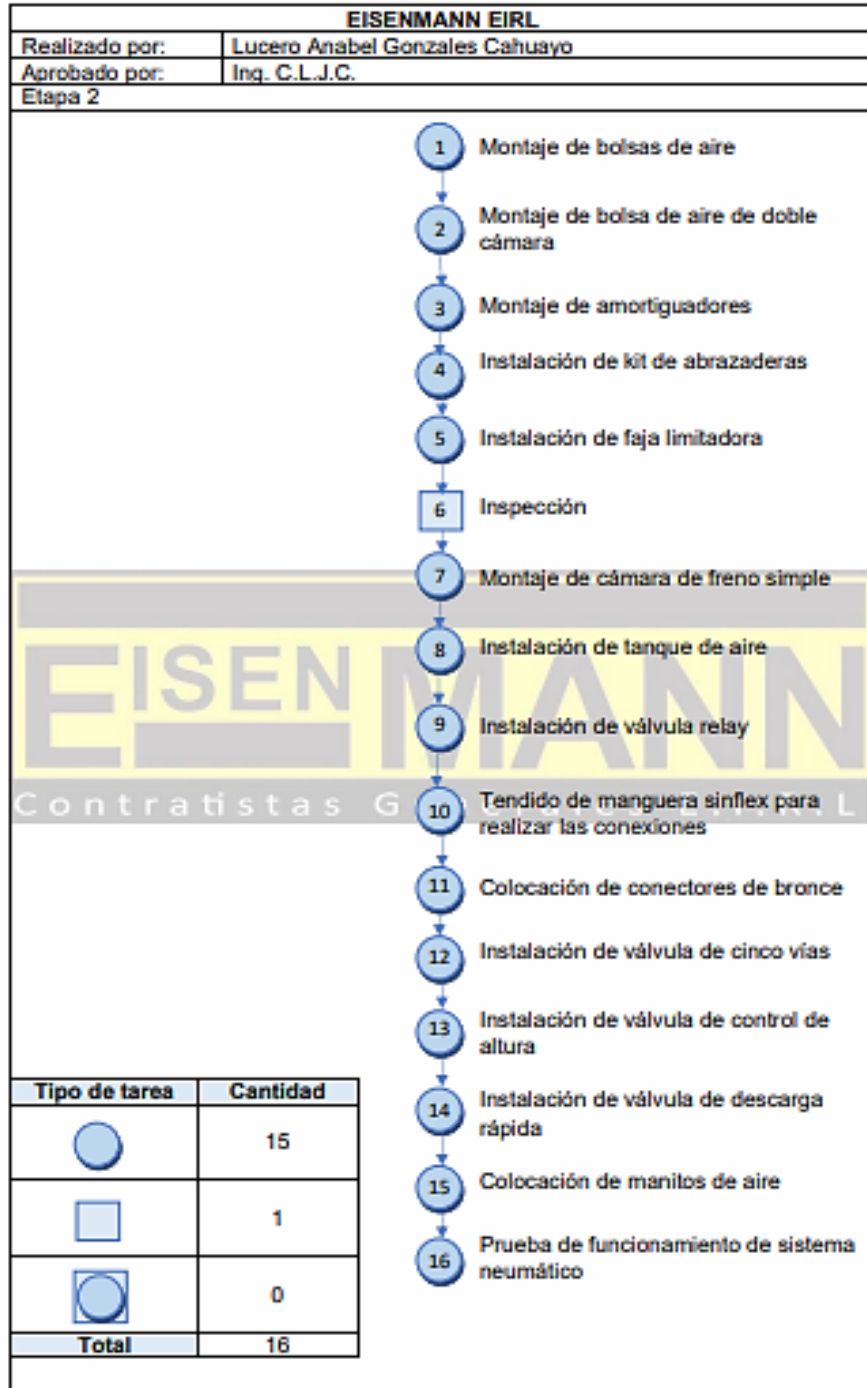 EISENMANN EIRL
Realizado por: Lucero Anabel Gonzales Cahuayo
Aprobado por: Ing. C.L.J.C.
Etapa 2
1 Montaje de bolsas de aire
2 Montaje de bolsa de aire de doble
cámara
3 Montaje de amortiguadores
4 Instalación de kit de abrazaderas
5 Instalación de faja limitadora
6 Inspección
7 Montaje de cámara de freno simple
8 Instalación de tanque de aire
EISENMANN
9 Instalación de válvula relay
Contratistas G
10 Tendido de manguera sinflex para
realizar las conexiones
11 Colocación de conectores de bronce
12 Instalación de válvula de cinco vías
13 Instalación de válvula de control de
altura
14 Instalación de válvula de descarga
rápida
15 Colocación de manitos de aire
16 Prueba de funcionamiento de sistema
neumático
Tipo de tarea Cantidad
15
1
0
Total 16